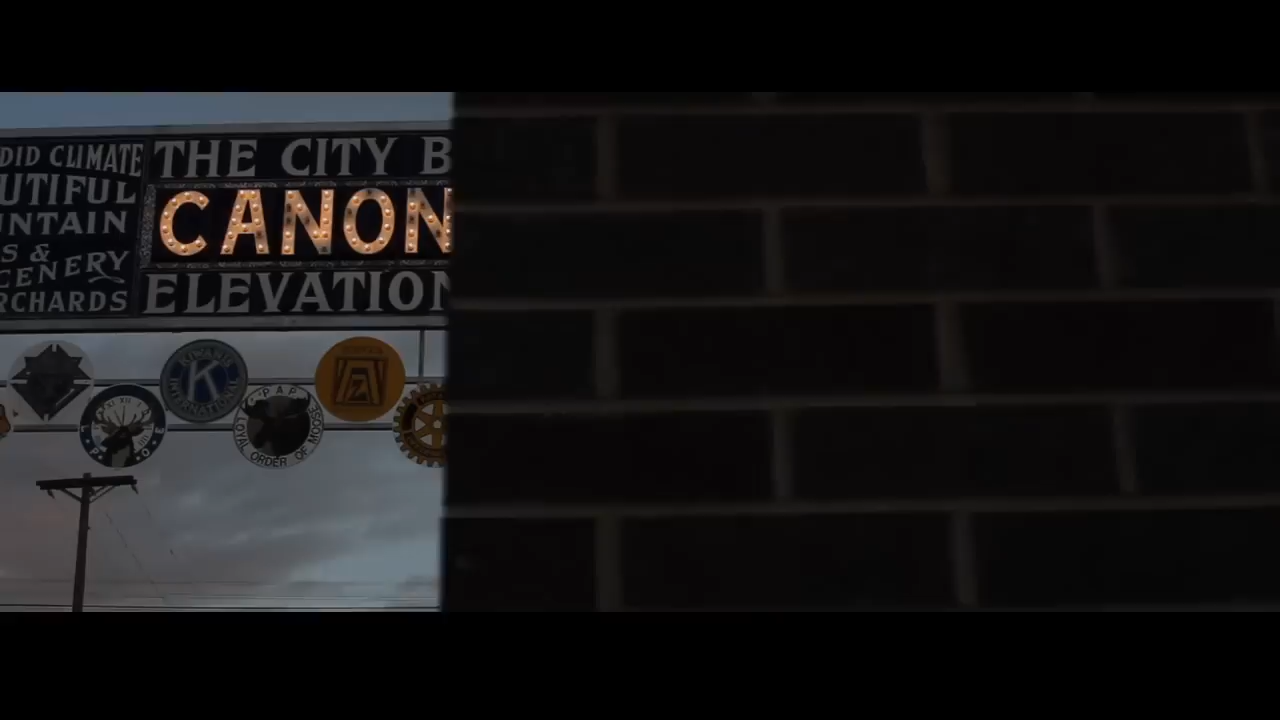 DID CLIMATE
UTIFUL
NTAIN
S &
CENERY
RCHARDS
THE CITY B
CANON
ELEVATION
K
INTERNATIONAL
P A P
LOYAL ORDER OF MOOSE